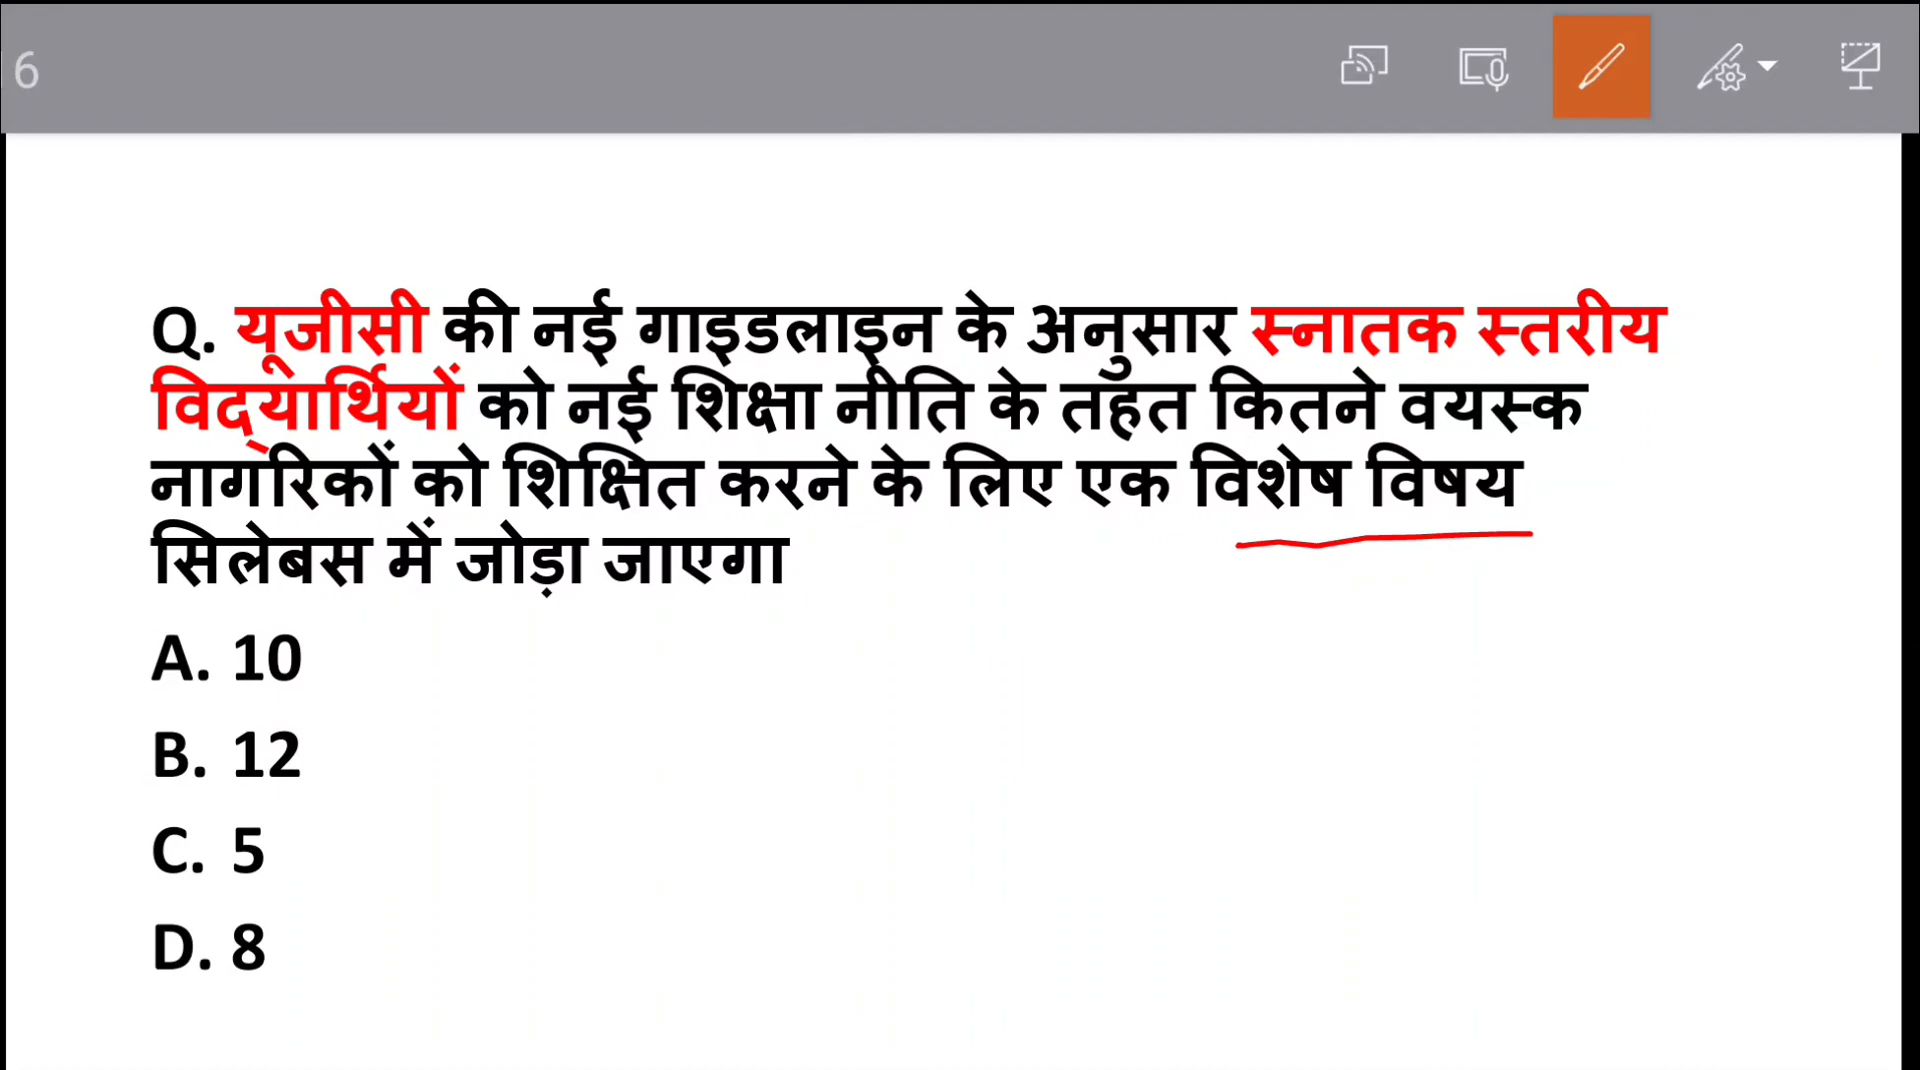 6
Q. यूजीसी की नई गाइडलाइन के अनुसार स्नातक स्तरीय
विद्यार्थियों को नई शिक्षा नीति के तहत कितने वयस्क
नागरिकों को शिक्षित करने के लिए एक विशेष विषय
सिलेबस में जोड़ा जाएगा
A. 10
B. 12
C. 5
D. 8